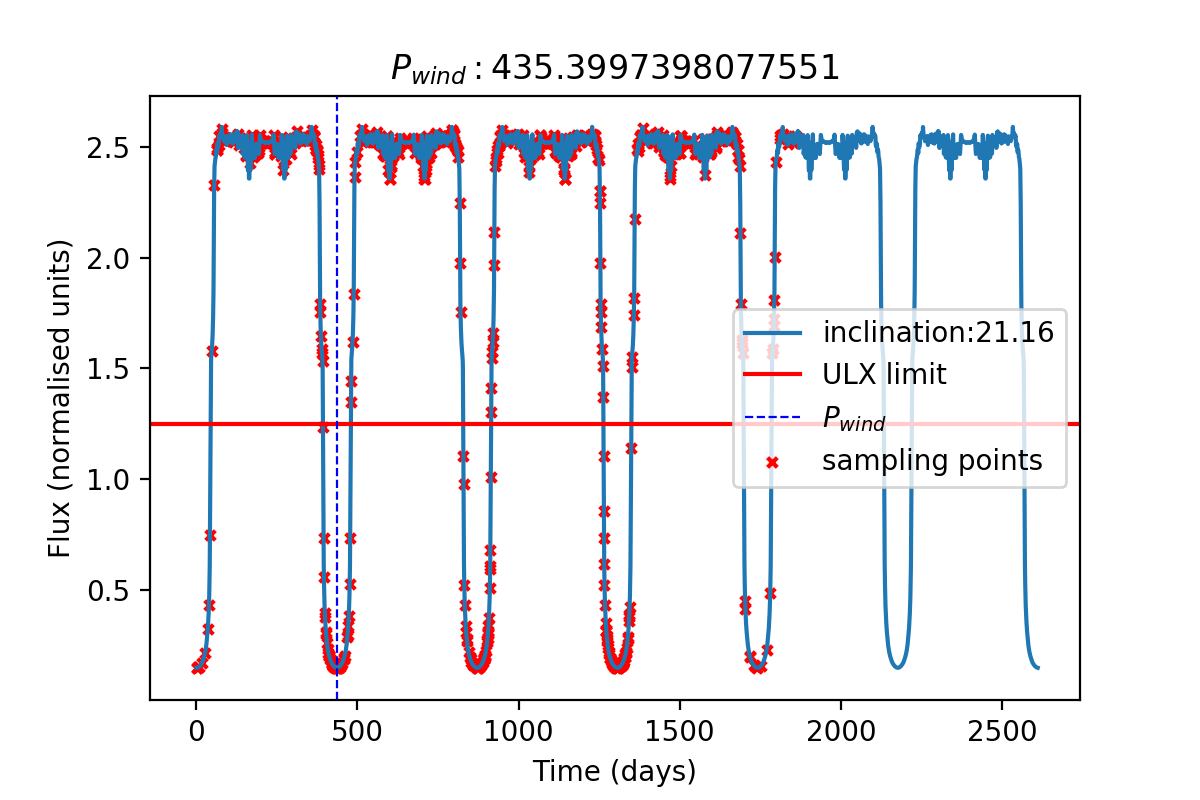 P_wind : 435.3997398077551
Flux (normalised units)
2.5
2.0
1.5
1.0
0.5
inclination:21.16
ULX limit
P_wind
sampling points
0 500 1000 1500 2000 2500
Time (days)